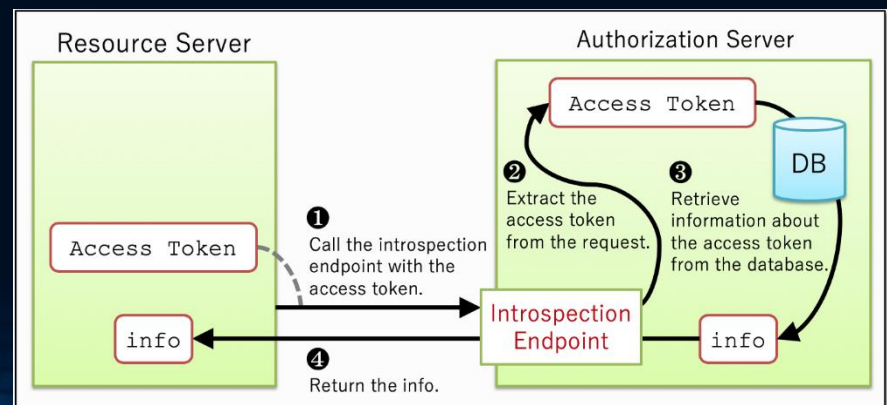 Resource Server
Authorization Server
Access Token
DB
❷
Extract the
access token
from the request.
❸
Retrieve
information about
the access token
from the database.
❶
Call the introspection
endpoint with the
access token.
Access Token
Introspection
Endpoint
info
info
❹
Return the info.